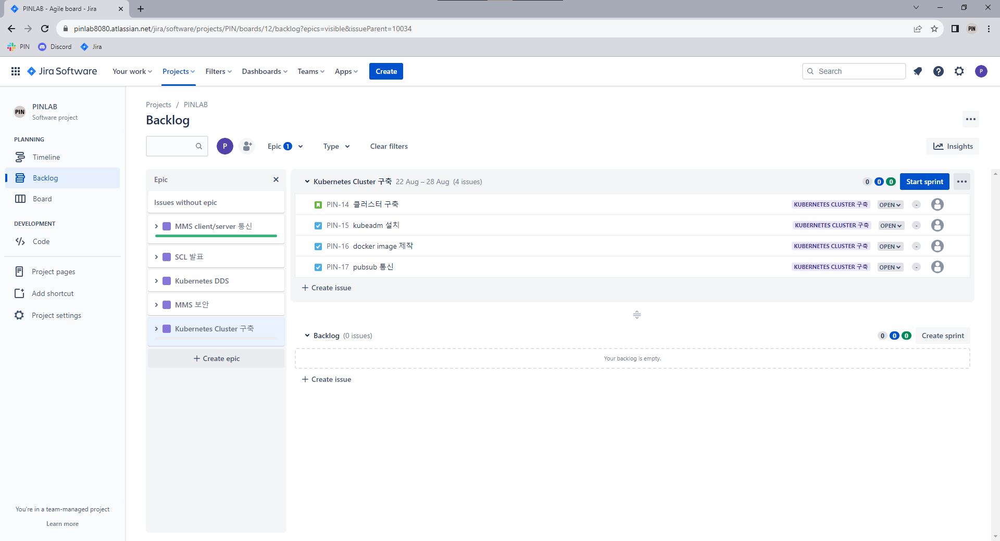 PINLAB - Agile board - Jira
pinlab8080.atlassian.net/jira/software/projects/PIN/boards/12/backlog?epics=visible&issueParent=10034
PIN
PIN Discord Jira
Jira Software Your work Projects Filters Dashboards Teams Apps Create Search P
PIN
PINLAB
Software project
PLANNING
Timeline
Backlog
Board
DEVELOPMENT
Code
Project pages
Add shortcut
Project settings
You're in a team-managed project
Learn more
Projects / PINLAB
Backlog
P Epic 1 Type Clear filters Insights
Epic
Issues without epic
MMS client/server 통신
SCL 발표
Kubernetes DDS
MMS 보안
Kubernetes Cluster 구축
+ Create epic
Kubernetes Cluster 구축 22 Aug – 28 Aug (4 issues) 0 0 0 Start sprint
PIN-14 클러스터 구축 KUBERNETES CLUSTER 구축 OPEN -
PIN-15 kubeadm 설치 KUBERNETES CLUSTER 구축 OPEN -
PIN-16 docker image 제작 KUBERNETES CLUSTER 구축 OPEN -
PIN-17 pubsub 통신 KUBERNETES CLUSTER 구축 OPEN -
+ Create issue
Backlog (0 issues) 0 0 0 Create sprint
Your backlog is empty.
+ Create issue